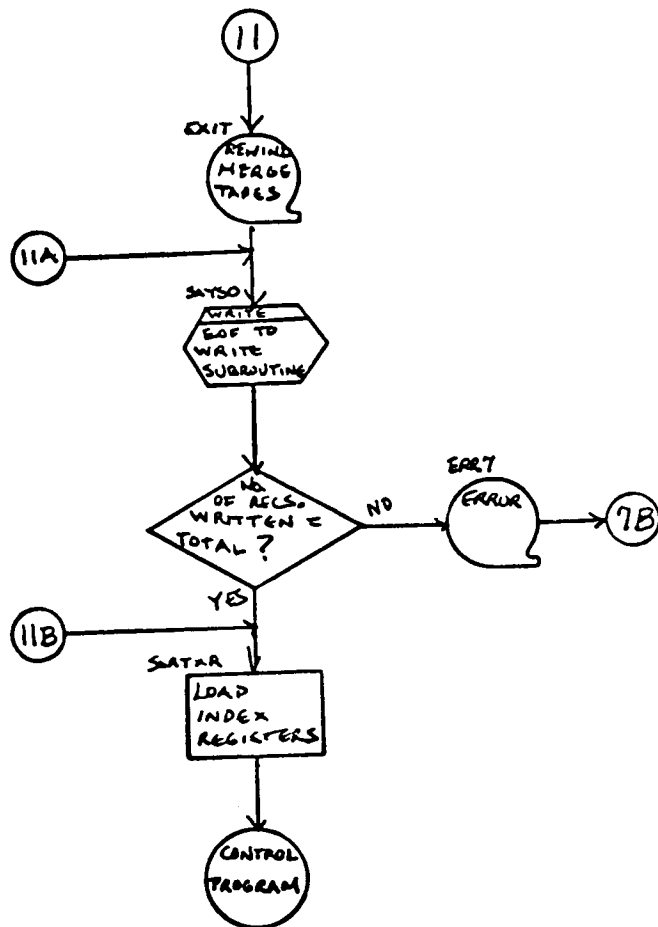 11
EXIT
REWIND
MERGE
TAPES
11A
SAYSO
WRITE
EOF TO
WRITE
SUBROUTINE
NO.
OF RECS.
WRITTEN =
TOTAL?
NO
ERR7
ERROR
7B
YES
11B
SORTXR
LOAD
INDEX
REGISTERS
CONTROL
PROGRAM